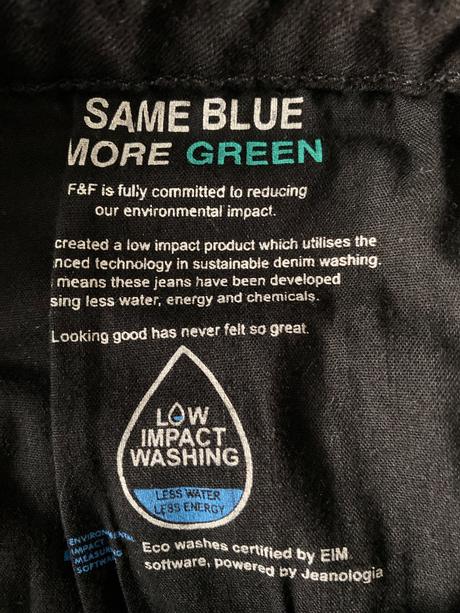 SAME BLUE
MORE GREEN
F&F is fully committed to reducing
our environmental impact.
created a low impact product which utilises the
technology in sustainable denim washing.
means these jeans have been developed
less water, energy and chemicals.
Looking good has never felt so great.
LOW
IMPACT
WASHING
LESS WATER
LESS ENERGY
IMPACT
SOFTWARE
Eco washes certified by EIM
software, powered by Jeanologia